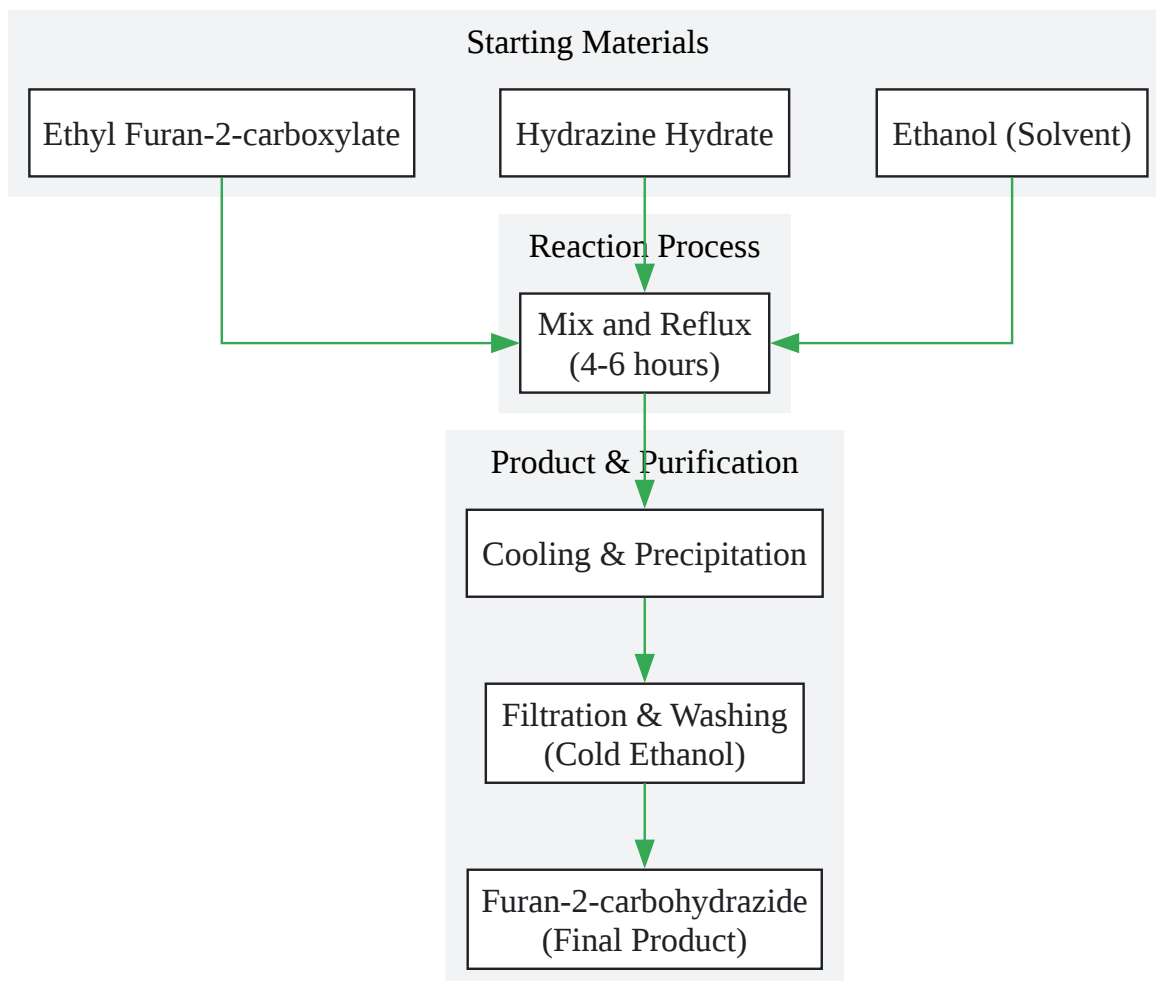 Starting Materials
Ethyl Furan-2-carboxylate
Hydrazine Hydrate
Ethanol (Solvent)
Reaction Process
Mix and Reflux
(4-6 hours)
Product & Purification
Cooling & Precipitation
Filtration & Washing
(Cold Ethanol)
Furan-2-carbohydrazide
(Final Product)